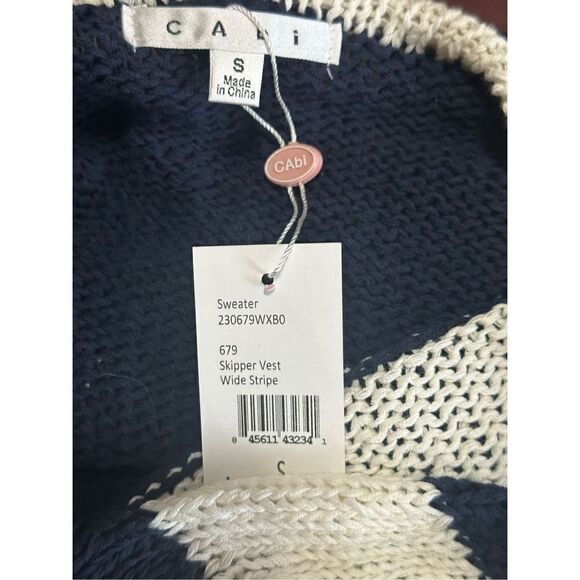 CAbi
S
Made
in China
CAbi
Sweater
230679WXB0
679
Skipper Vest
Wide Stripe
8 45611 43234 1
S